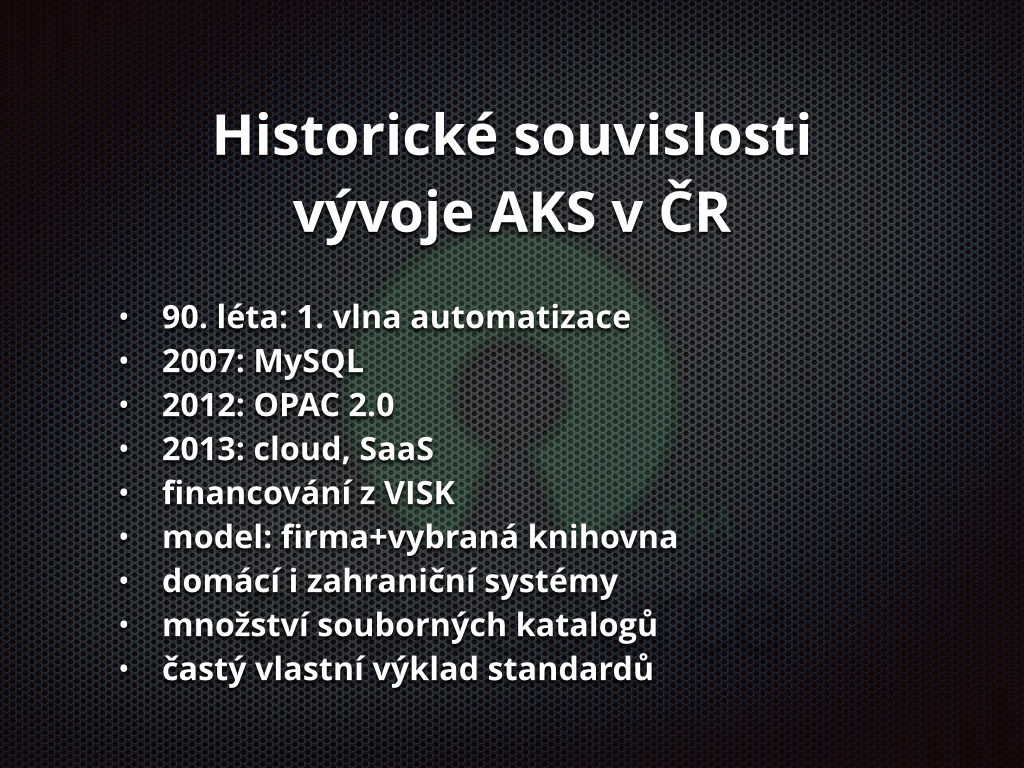 Historické souvislosti
vývoje AKS v ČR
• 90. léta: 1. vlna automatizace
• 2007: MySQL
• 2012: OPAC 2.0
• 2013: cloud, SaaS
• financování z VISK
• model: firma+vybraná knihovna
• domácí i zahraniční systémy
• množství souborných katalogů
• častý vlastní výklad standardů